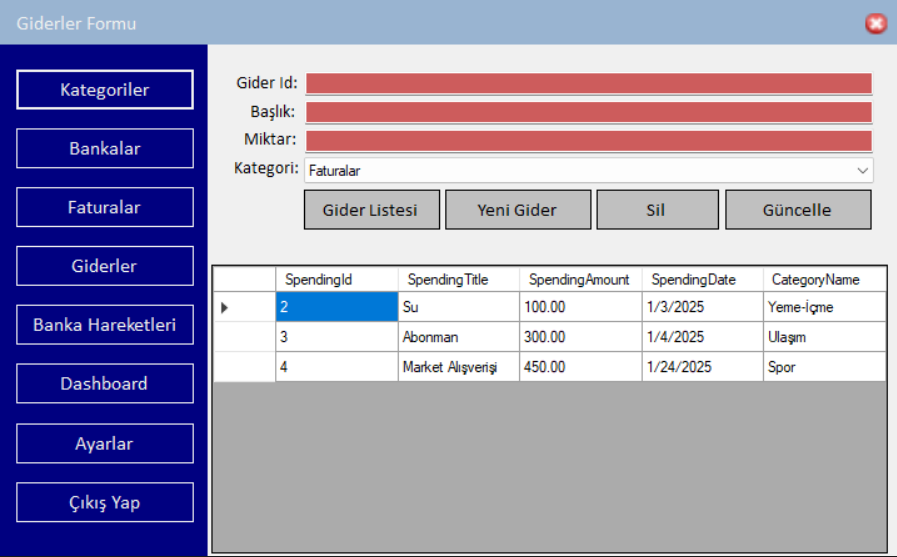 Giderler Formu
Kategoriler
Bankalar
Faturalar
Giderler
Banka Hareketleri
Dashboard
Ayarlar
Çıkış Yap
Gider Id:
Başlık:
Miktar:
Kategori: Faturalar
Gider Listesi Yeni Gider Sil Güncelle
SpendingId SpendingTitle SpendingAmount SpendingDate CategoryName
2 Su 100.00 1/3/2025 Yeme-İçme
3 Abonman 300.00 1/4/2025 Ulaşım
4 Market Alışverişi 450.00 1/24/2025 Spor